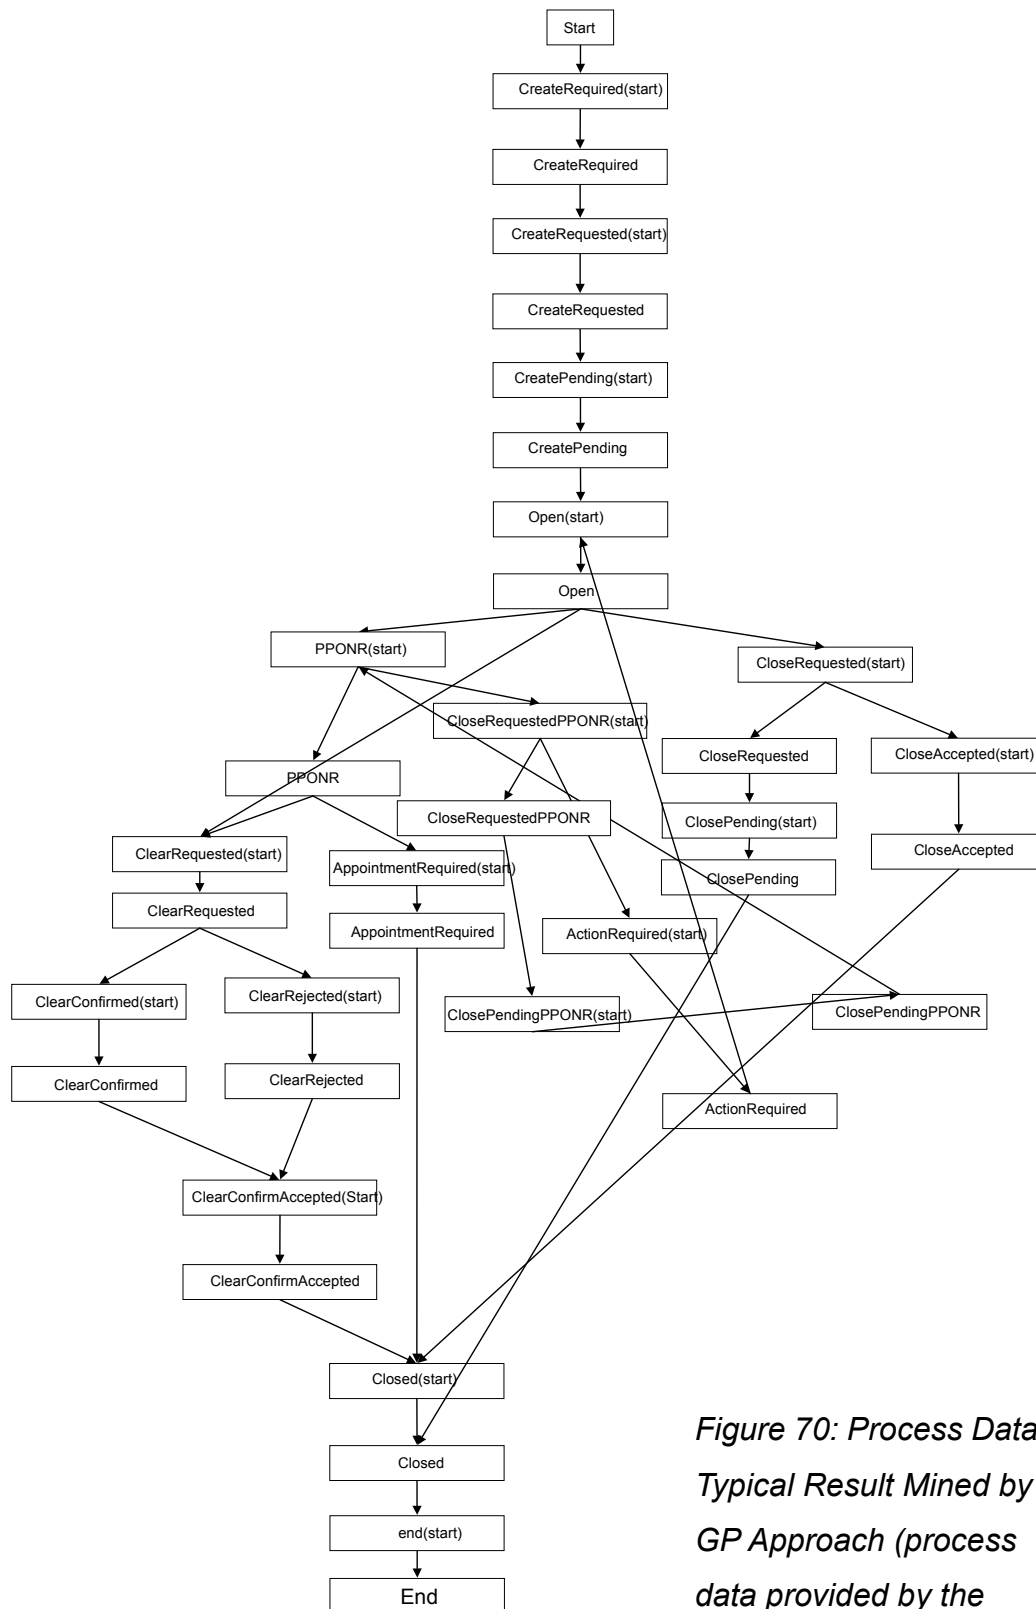 Start
CreateRequired(start)
CreateRequired
CreateRequested(start)
CreateRequested
CreatePending(start)
CreatePending
Open(start)
Open
PPONR(start)
CloseRequested(start)
CloseRequestedPPONR(start)
CloseRequested
CloseAccepted(start)
PPONR
CloseRequestedPPONR
ClosePending(start)
ClearRequested(start)
AppointmentRequired(start)
ClosePending
CloseAccepted
ClearRequested
AppointmentRequired
ActionRequired(start)
ClearConfirmed(start)
ClearRejected(start)
ClosePendingPPONR(start)
ClosePendingPPONR
ClearConfirmed
ClearRejected
ActionRequired
ClearConfirmAccepted(Start)
ClearConfirmAccepted
Closed(start)
Closed
end(start)
End
Figure 70: Process Data
Typical Result Mined by
GP Approach (process
data provided by the